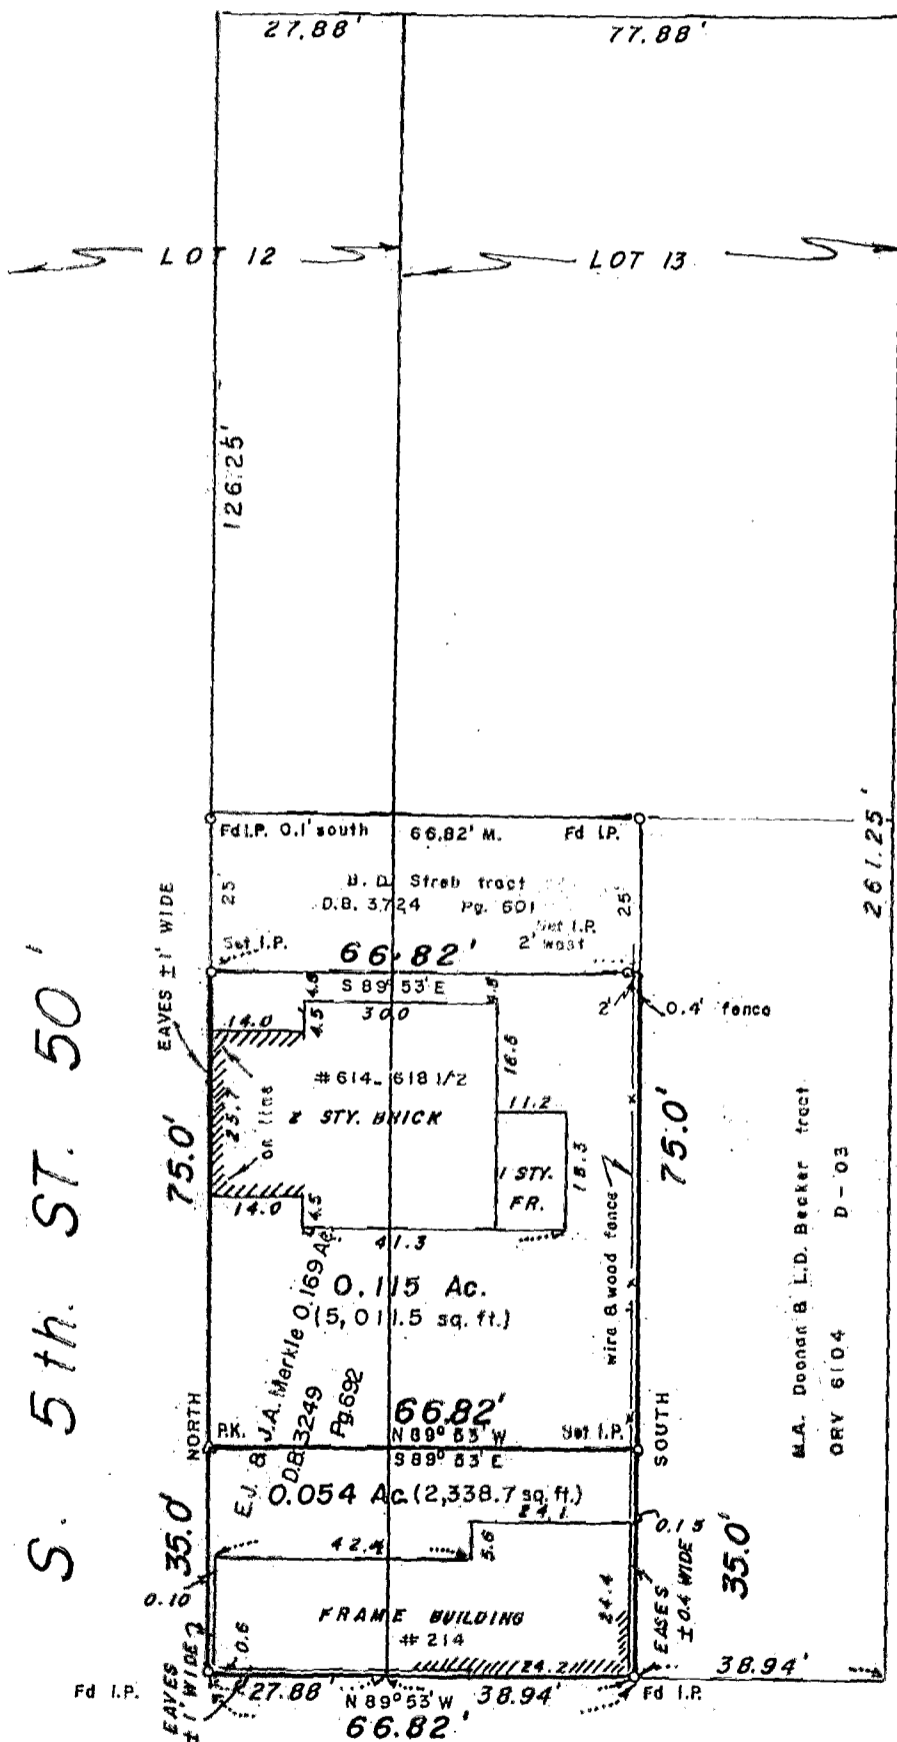 27.88'
77.88'
LOT 12
LOT 13
126.25'
261.25'
Fd I.P. 0.1' south
66.82' M.
Fd I.P.
25'
B. D. Streb tract
D.B. 3724 Pg. 601
25'
Set I.P.
2' west
Set I.P.
66.82'
S 89° 53' E
EAVES ± 1' WIDE
4.5
4.5
2'
0.4' fence
14.0
4.5
30.0
# 614-618 1/2
2 STY. BRICK
25.7
on line
16.8
11.2
18.3
1 STY.
FR.
75.0'
75.0'
14.0
4.5
41.3
wire & wood fence
0.115 Ac.
(5,011.5 sq. ft.)
E.J. & J.A. Merkle 0.169 Ac.
D.B. 3249 Pg. 692
M.A. Doonan & L.D. Becker tract
ORV 6104 D-'03
S. 5th. ST. 50'
NORTH
SOUTH
P.K.
66.82'
N 89° 53' W
Set I.P.
S 89° 53' E
0.054 Ac. (2,338.7 sq. ft.)
35.0'
35.0'
24.1
0.15
42.4
5.6
0.10
24.4
EASES
± 0.4 WIDE
FRAME BUILDING
# 214
0.6
24.2
EAVES
± 1' WIDE
Fd I.P.
27.88'
N 89° 53' W
38.94'
Fd I.P.
38.94'
66.82'